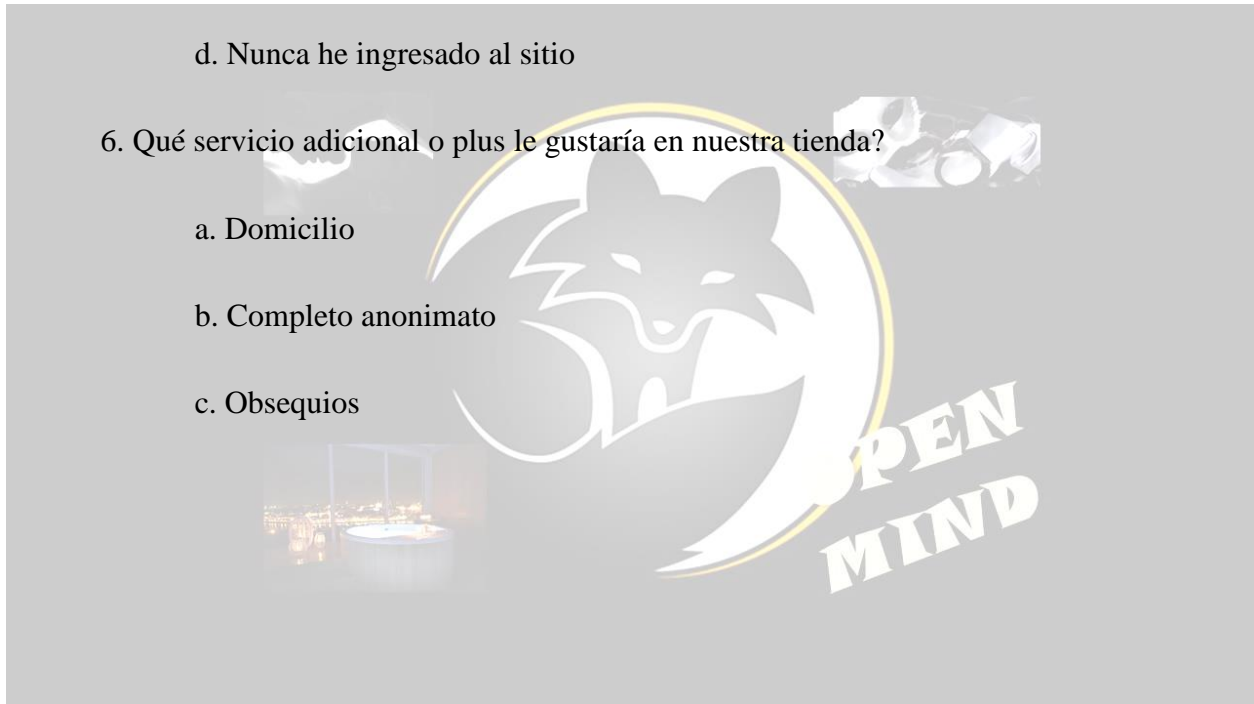 d. Nunca he ingresado al sitio
6. Qué servicio adicional o plus le gustaría en nuestra tienda?
a. Domicilio
b. Completo anonimato
c. Obsequios
OPEN
MIND